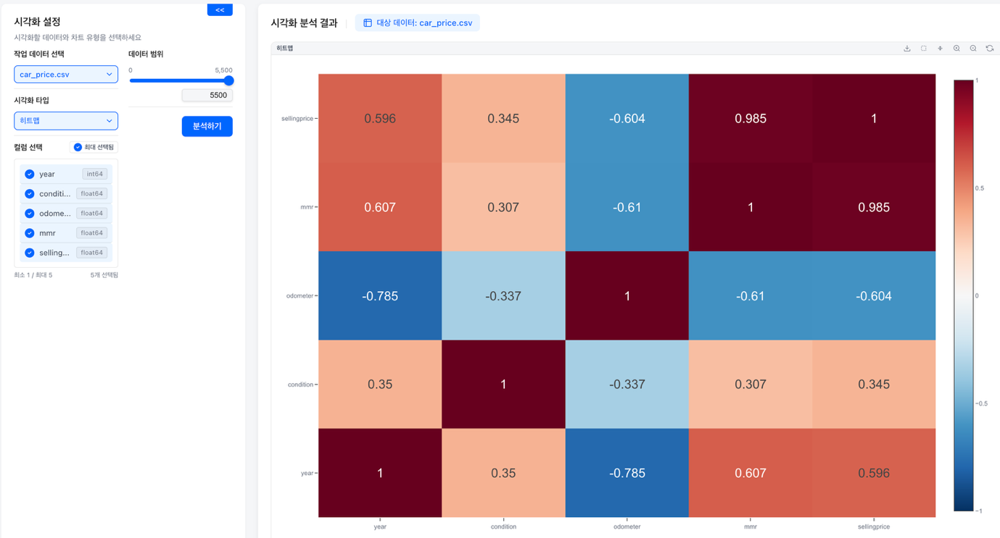 <<
시각화 설정
시각화할 데이터와 차트 유형을 선택하세요
작업 데이터 선택
car_price.csv
시각화 타입
히트맵
컬럼 선택
최대 선택됨
year int64
conditi... float64
odome... float64
mmr float64
selling... float64
최소 1 / 최대 5 5개 선택됨
데이터 범위
0 5,500
5500
분석하기
시각화 분석 결과
대상 데이터: car_price.csv
히트맵
sellingprice 0.596 0.345 -0.604 0.985 1
mmr 0.607 0.307 -0.61 1 0.985
odometer -0.785 -0.337 1 -0.61 -0.604
condition 0.35 1 -0.337 0.307 0.345
year 1 0.35 -0.785 0.607 0.596
year condition odometer mmr sellingprice
1
0.5
0
−0.5
−1